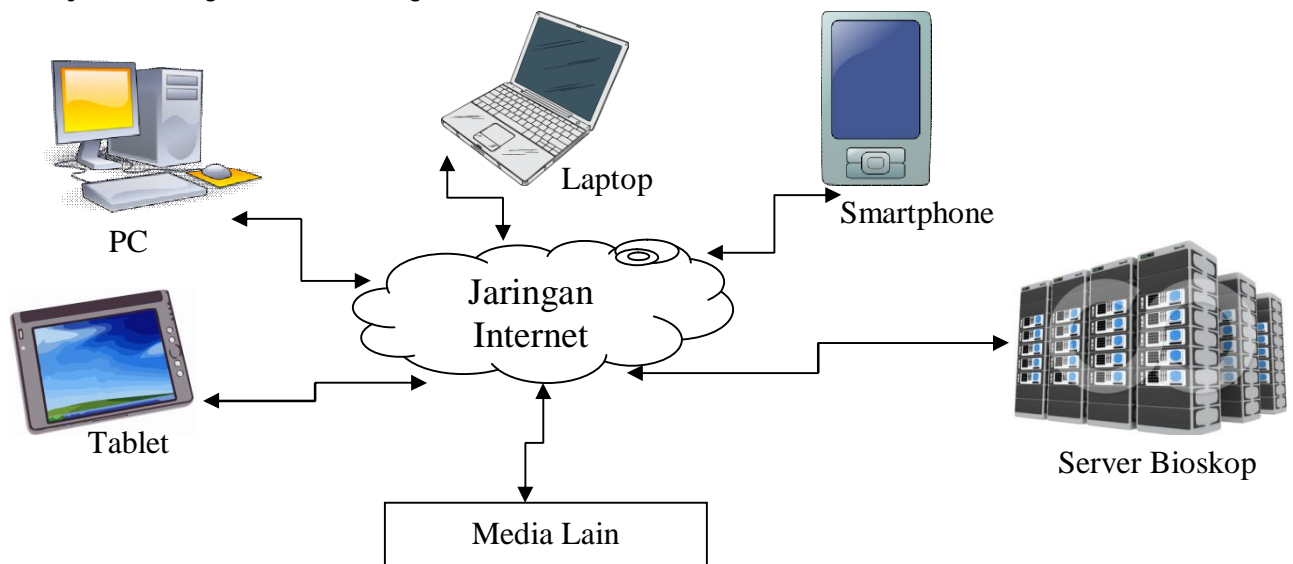 Laptop
Smartphone
PC
Jaringan
Internet
Tablet
Server Bioskop
Media Lain